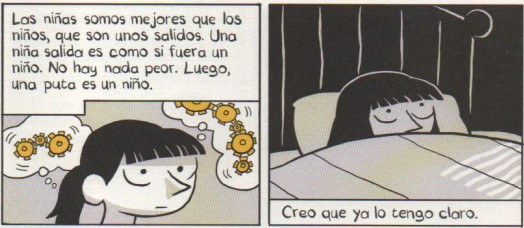 Las niñas somos mejores que los
niños, que son unos salidos. Una
niña salida es como si fuera un
niño. No hay nada peor. Luego,
una puta es un niño.
Creo que ya lo tengo claro.